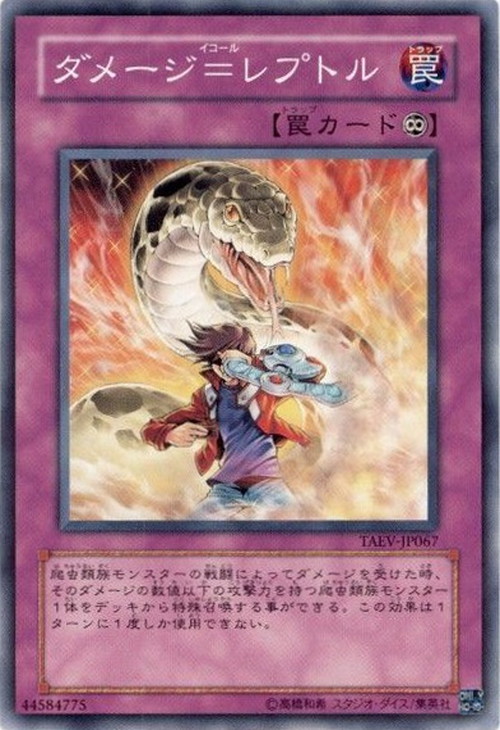 イコール
ダメージ=レプトル
トラップ
罠
トラップ
【罠カード】
TAEV-JP067
爬虫類族モンスターの戦闘によってダメージを受けた時、
そのダメージの数値以下の攻撃力を持つ爬虫類族モンスター
1体をデッキから特殊召喚する事ができる。この効果は1
ターンに1度しか使用できない。
44584775
©高橋和希 スタジオ・ダイス/集英社